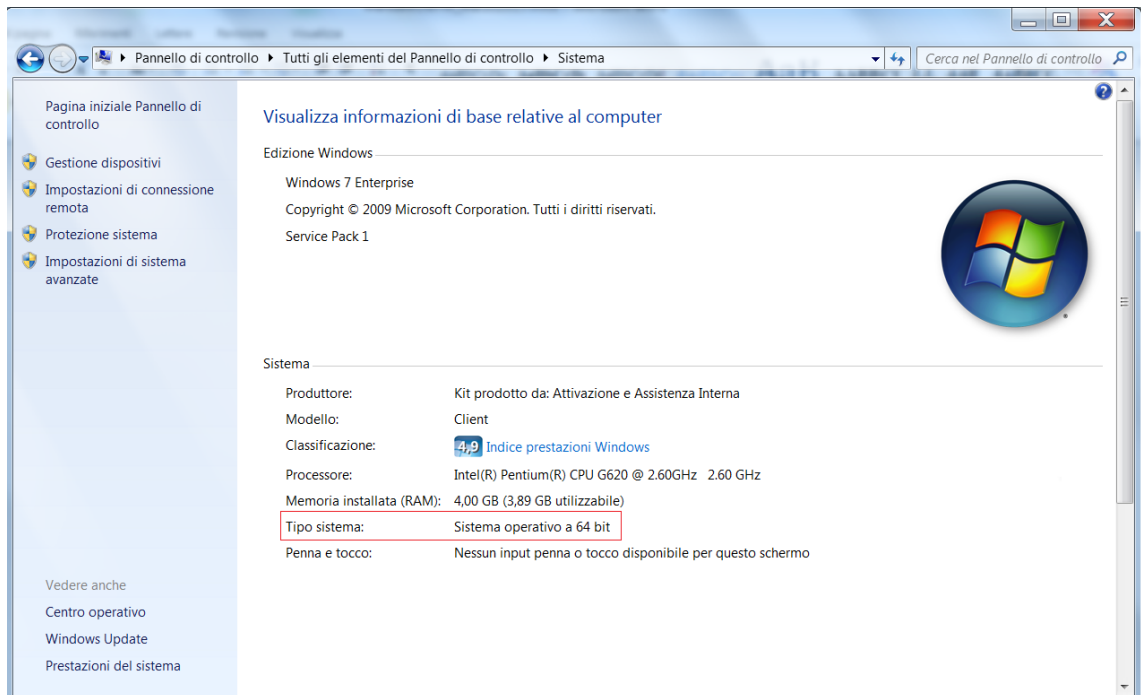 Pannello di controllo Tutti gli elementi del Pannello di controllo Sistema
Cerca nel Pannello di controllo
Pagina iniziale Pannello di
controllo
Gestione dispositivi
Impostazioni di connessione
remota
Protezione sistema
Impostazioni di sistema
avanzate
Vedere anche
Centro operativo
Windows Update
Prestazioni del sistema
Visualizza informazioni di base relative al computer
Edizione Windows
Windows 7 Enterprise
Copyright © 2009 Microsoft Corporation. Tutti i diritti riservati.
Service Pack 1
Sistema
Produttore: Kit prodotto da: Attivazione e Assistenza Interna
Modello: Client
Classificazione: 4,9 Indice prestazioni Windows
Processore: Intel(R) Pentium(R) CPU G620 @ 2.60GHz 2.60 GHz
Memoria installata (RAM): 4,00 GB (3,89 GB utilizzabile)
Tipo sistema: Sistema operativo a 64 bit
Penna e tocco: Nessun input penna o tocco disponibile per questo schermo